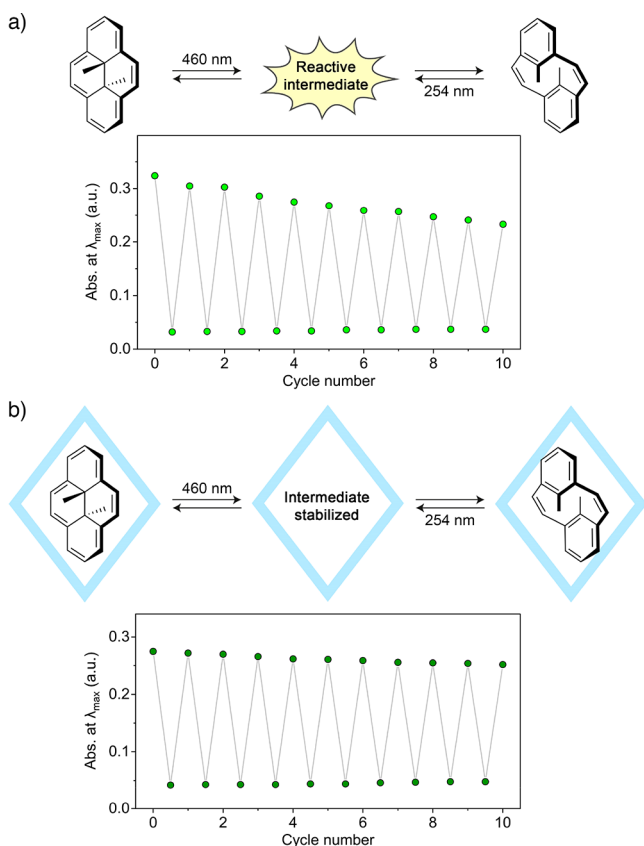 a)
460 nm
Reactive
intermediate
254 nm
Abs. at λmax (a.u.)
0.3
0.2
0.1
0.0
0 2 4 6 8 10
Cycle number
b)
460 nm
Intermediate
stabilized
254 nm
Abs. at λmax (a.u.)
0.3
0.2
0.1
0.0
0 2 4 6 8 10
Cycle number